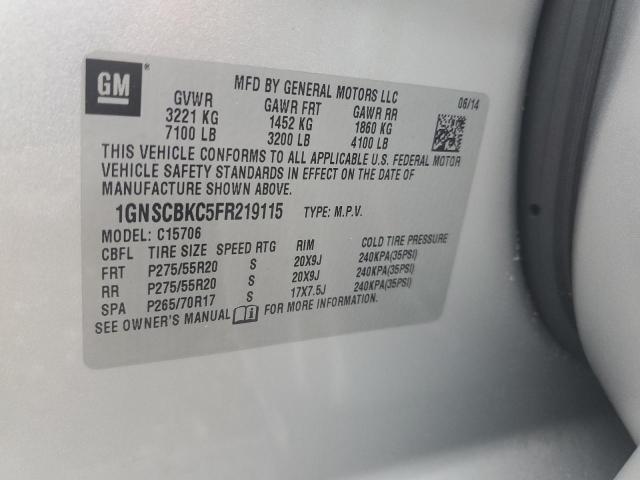 GM ®
MFD BY GENERAL MOTORS LLC
06/14
GVWR GAWR FRT GAWR RR
3221 KG 1452 KG 1860 KG
7100 LB 3200 LB 4100 LB
THIS VEHICLE CONFORMS TO ALL APPLICABLE U.S. FEDERAL MOTOR
VEHICLE SAFETY STANDARDS IN EFFECT ON THE DATE OF
MANUFACTURE SHOWN ABOVE.
1GNSCBKC5FR219115 TYPE: M.P.V.
MODEL: C15706
CBFL TIRE SIZE SPEED RTG RIM COLD TIRE PRESSURE
FRT P275/55R20 S 20X9J 240KPA(35PSI)
RR P275/55R20 S 20X9J 240KPA(35PSI)
SPA P265/70R17 S 17X7.5J 240KPA(35PSI)
SEE OWNER'S MANUAL FOR MORE INFORMATION.